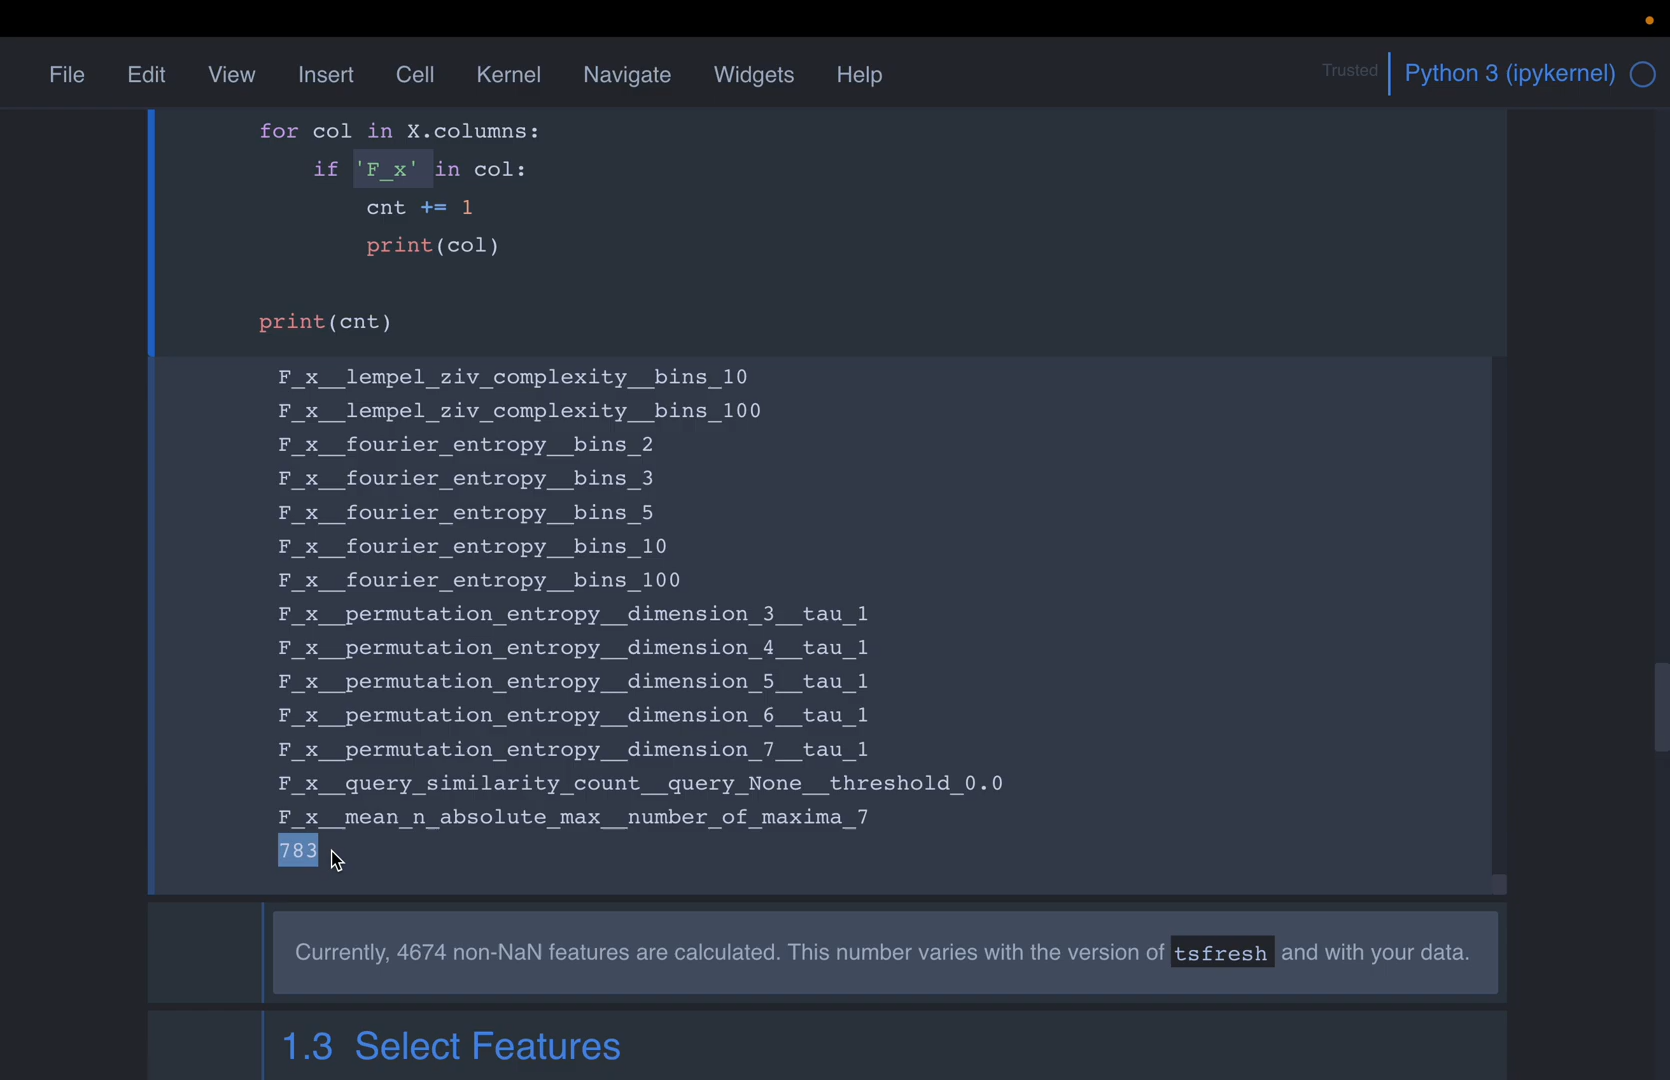 File Edit View Insert Cell Kernel Navigate Widgets Help Trusted Python 3 (ipykernel)
for col in X.columns:
if 'F_x' in col:
cnt += 1
print(col)
print(cnt)
F_x__lempel_ziv_complexity__bins_10
F_x__lempel_ziv_complexity__bins_100
F_x__fourier_entropy__bins_2
F_x__fourier_entropy__bins_3
F_x__fourier_entropy__bins_5
F_x__fourier_entropy__bins_10
F_x__fourier_entropy__bins_100
F_x__permutation_entropy__dimension_3__tau_1
F_x__permutation_entropy__dimension_4__tau_1
F_x__permutation_entropy__dimension_5__tau_1
F_x__permutation_entropy__dimension_6__tau_1
F_x__permutation_entropy__dimension_7__tau_1
F_x__query_similarity_count__query_None__threshold_0.0
F_x__mean_n_absolute_max__number_of_maxima_7
783
Currently, 4674 non-NaN features are calculated. This number varies with the version of tsfresh and with your data.
1.3 Select Features